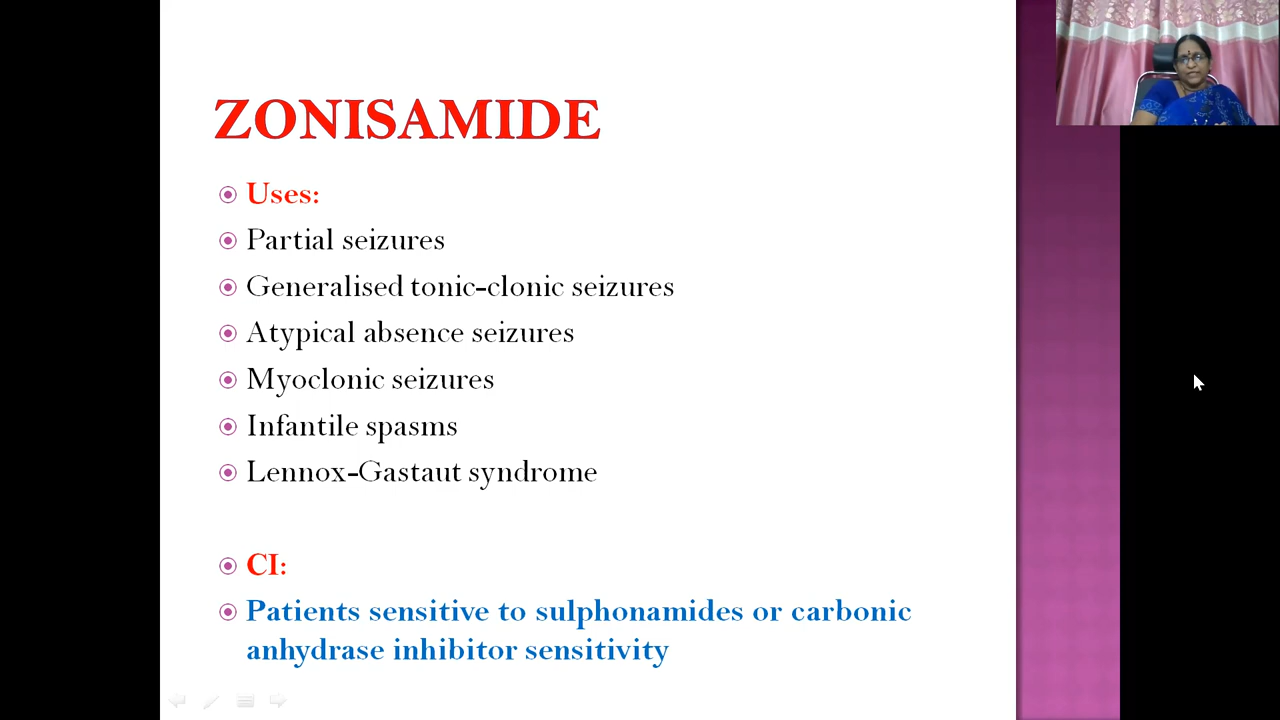 ZONISAMIDE
Uses:
Partial seizures
Generalised tonic-clonic seizures
Atypical absence seizures
Myoclonic seizures
Infantile spasms
Lennox-Gastaut syndrome
CI:
Patients sensitive to sulphonamides or carbonic
anhydrase inhibitor sensitivity